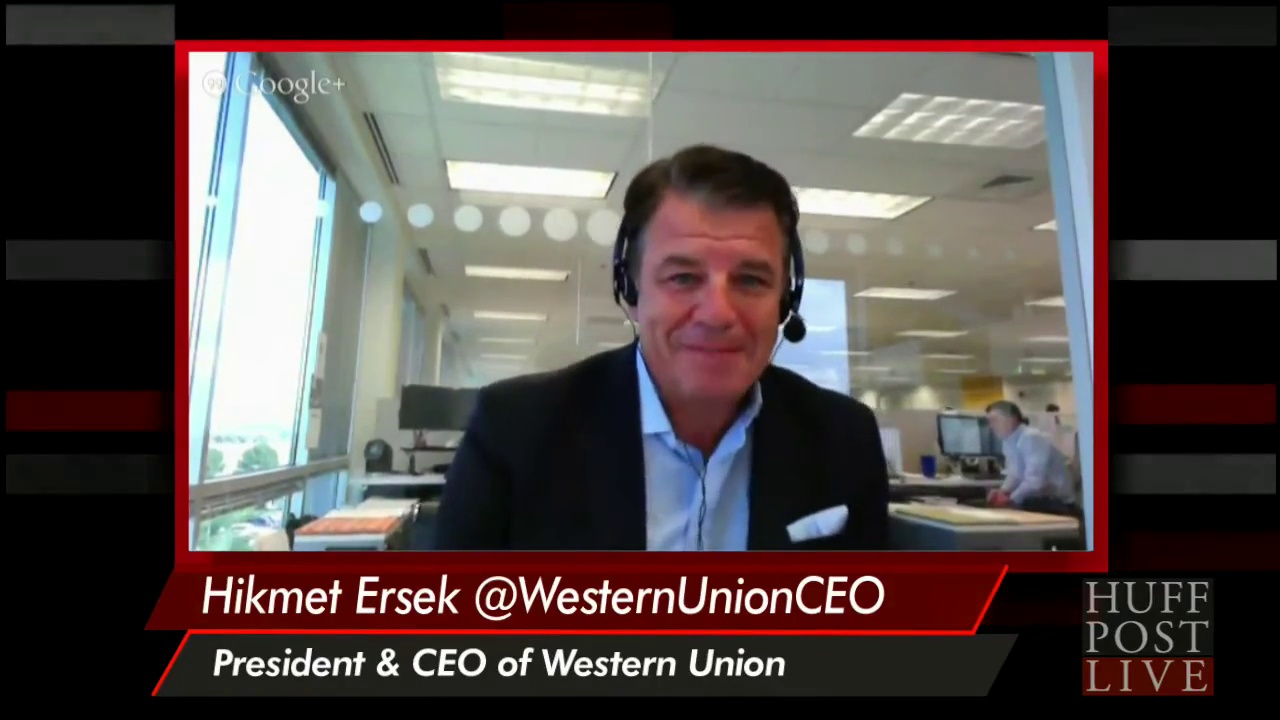 Google+
Hikmet Ersek @WesternUnionCEO
President & CEO of Western Union
HUFF
POST
LIVE